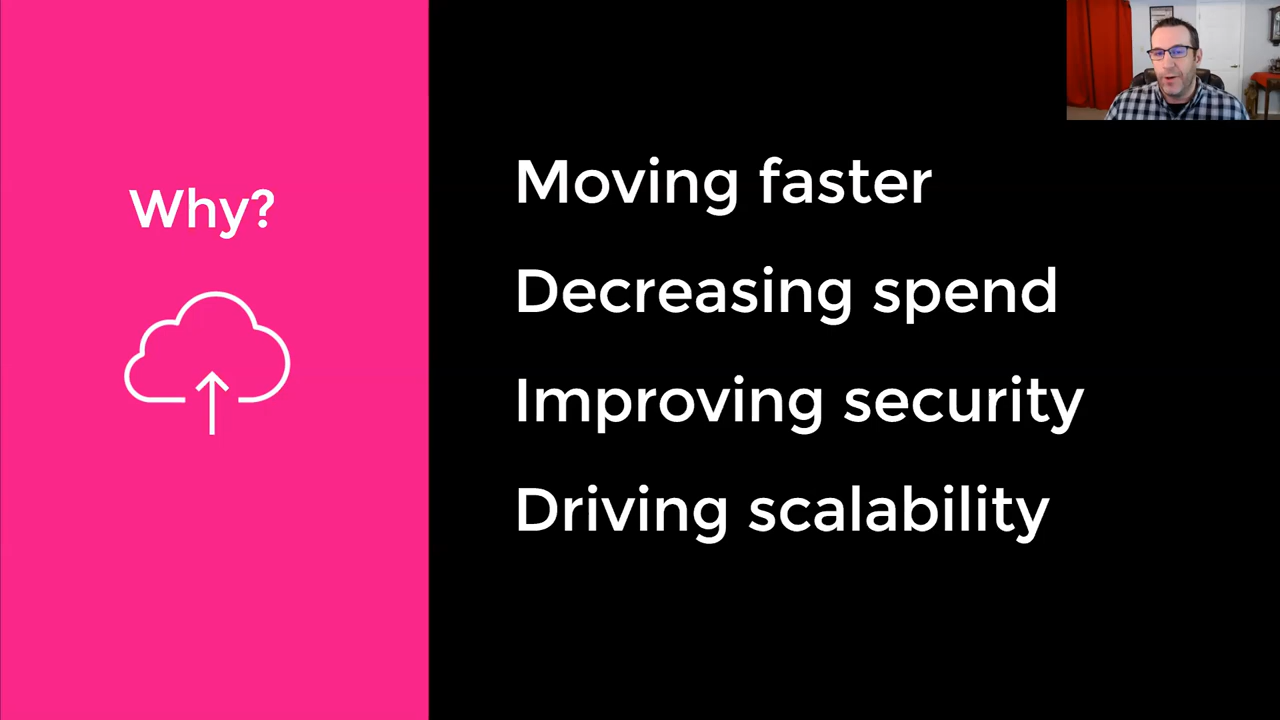 Why?
Moving faster
Decreasing spend
Improving security
Driving scalability